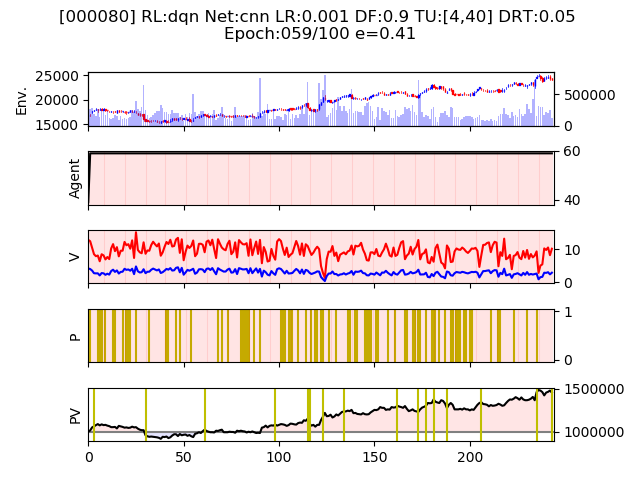 [000080] RL:dqn Net:cnn LR:0.001 DF:0.9 TU:[4,40] DRT:0.05
Epoch:059/100 e=0.41
Env.
25000
20000
15000
500000
0
Agent
60
40
V
10
0
P
1
0
PV
1500000
1000000
0 50 100 150 200